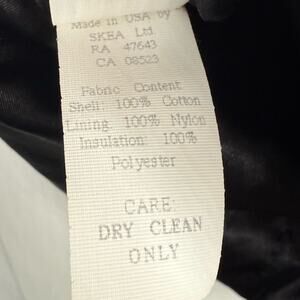 Made in USA by
SKEA Ltd.
RA 47643
CA 08523
Fabric Content
Shell: 100% Cotton
Lining: 100% Nylon
Insulation: 100%
Polyester
CARE:
DRY CLEAN
ONLY